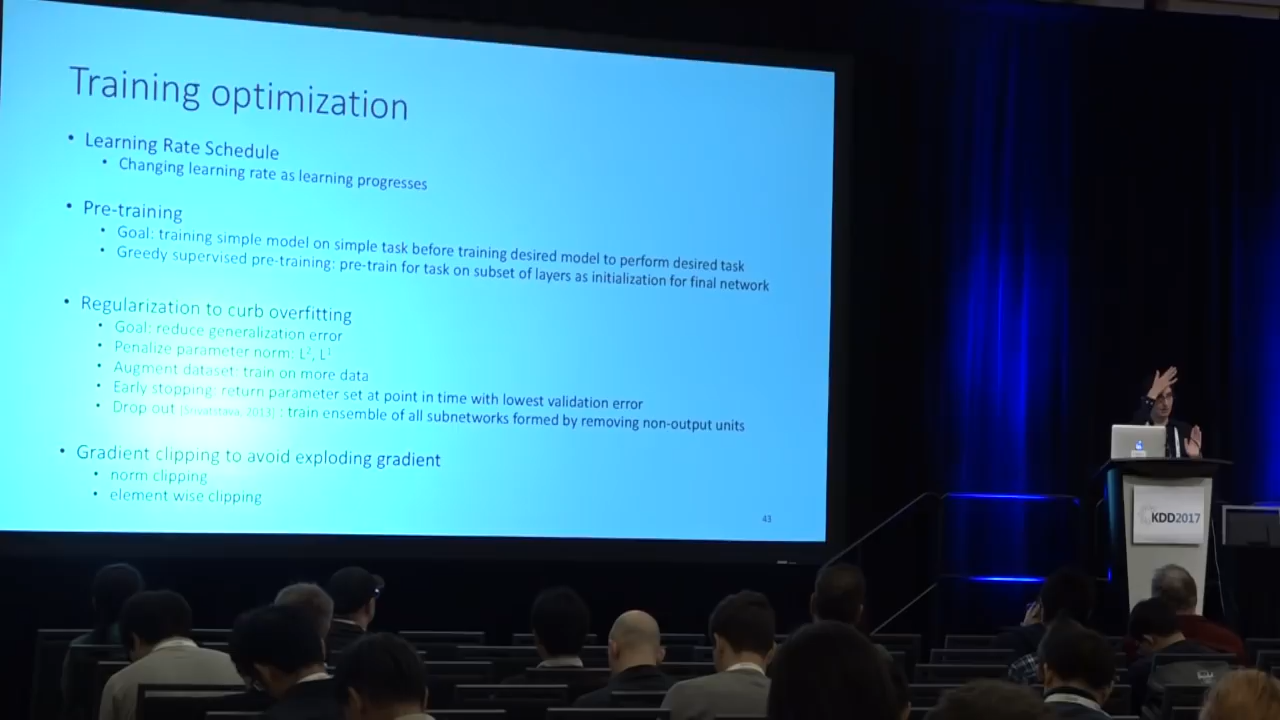 Training optimization
• Learning Rate Schedule
• Changing learning rate as learning progresses
• Pre-training
• Goal: training simple model on simple task before training desired model to perform desired task
• Greedy supervised pre-training: pre-train for task on subset of layers as initialization for final network
• Regularization to curb overfitting
• Goal: reduce generalization error
• Penalize parameter norm: L², L¹
• Augment dataset: train on more data
• Early stopping: return parameter set at point in time with lowest validation error
• Drop out [Srivatstava, 2013] : train ensemble of all subnetworks formed by removing non-output units
• Gradient clipping to avoid exploding gradient
• norm clipping
• element wise clipping
43
KDD2017